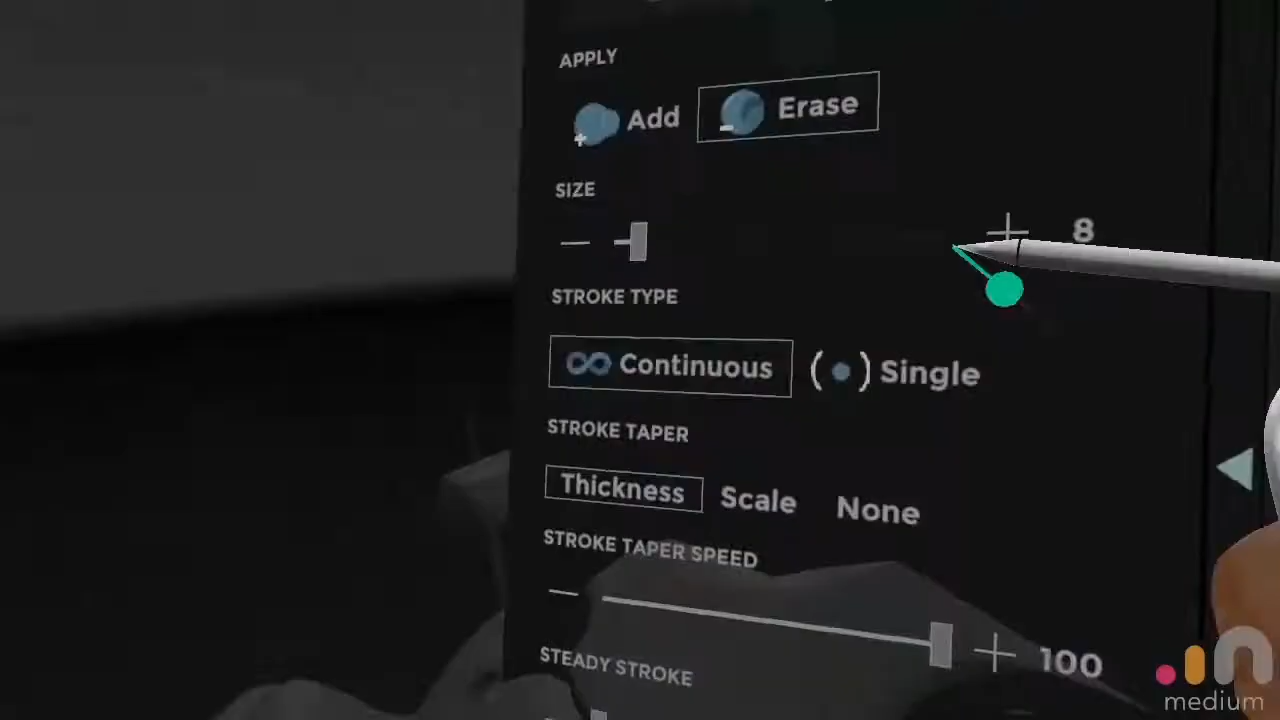 APPLY
Add Erase
SIZE
8
STROKE TYPE
Continuous Single
STROKE TAPER
Thickness Scale None
STROKE TAPER SPEED
100
STEADY STROKE
medium